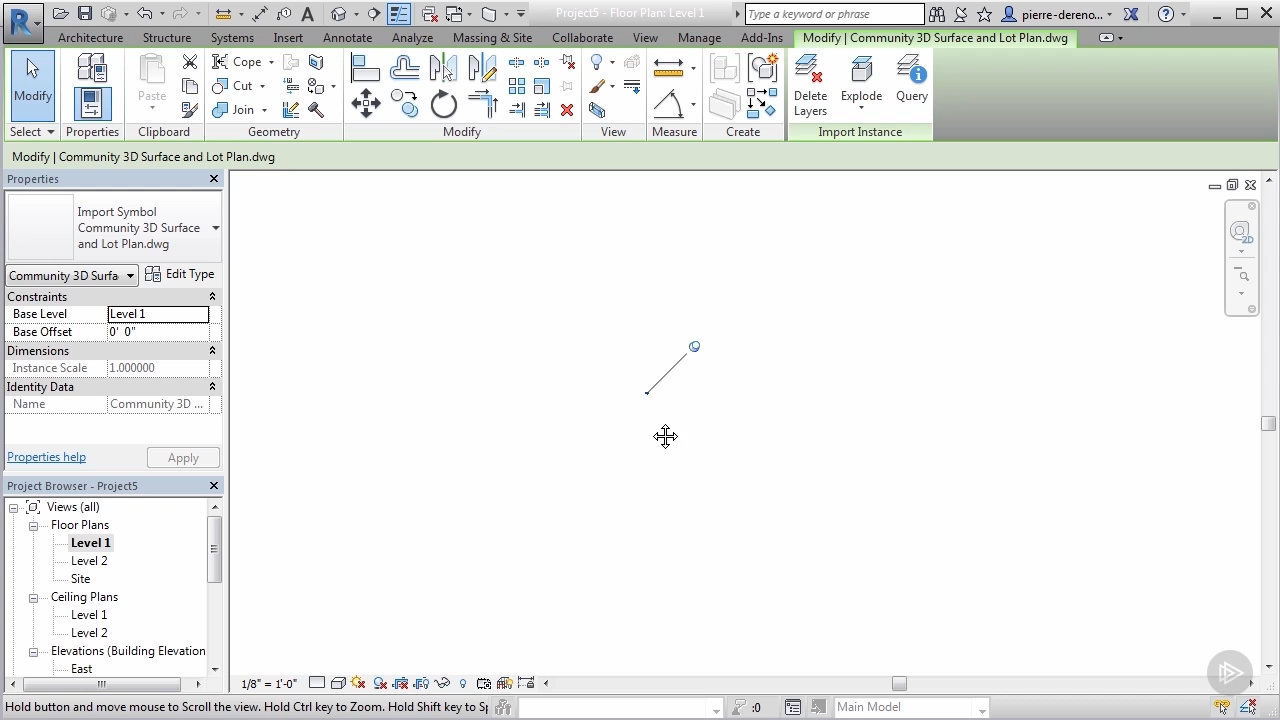 Project5 - Floor Plan: Level 1
Type a keyword or phrase
pierre-dereno...
Architecture Structure Systems Insert Annotate Analyze Massing & Site Collaborate View Manage Add-Ins Modify | Community 3D Surface and Lot Plan.dwg
Modify
Paste
Cope
Cut
Join
Delete Layers
Explode
Query
Select Properties Clipboard Geometry Modify View Measure Create Import Instance
Modify | Community 3D Surface and Lot Plan.dwg
Properties
Import Symbol
Community 3D Surface
and Lot Plan.dwg
Community 3D Surfa Edit Type
Constraints
Base Level Level 1
Base Offset 0' 0"
Dimensions
Instance Scale 1.000000
Identity Data
Name Community 3D ...
Properties help Apply
Project Browser - Project5
Views (all)
Floor Plans
Level 1
Level 2
Site
Ceiling Plans
Level 1
Level 2
Elevations (Building Elevation
East
2D
1/8" = 1'-0"
Hold button and move mouse to Scroll the view. Hold Ctrl key to Zoom. Hold Shift key to Sp
:0
Main Model